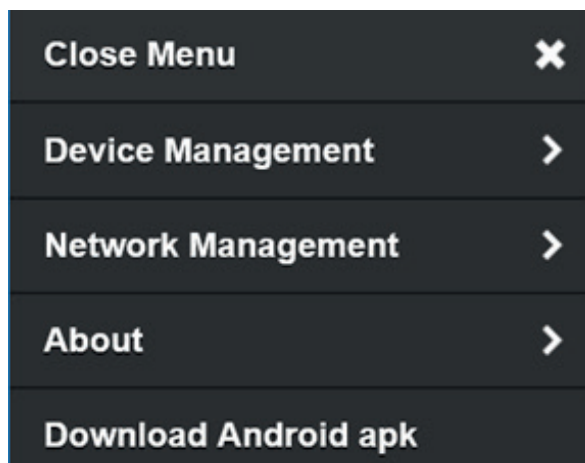 Close Menu
Device Management
Network Management
About
Download Android apk